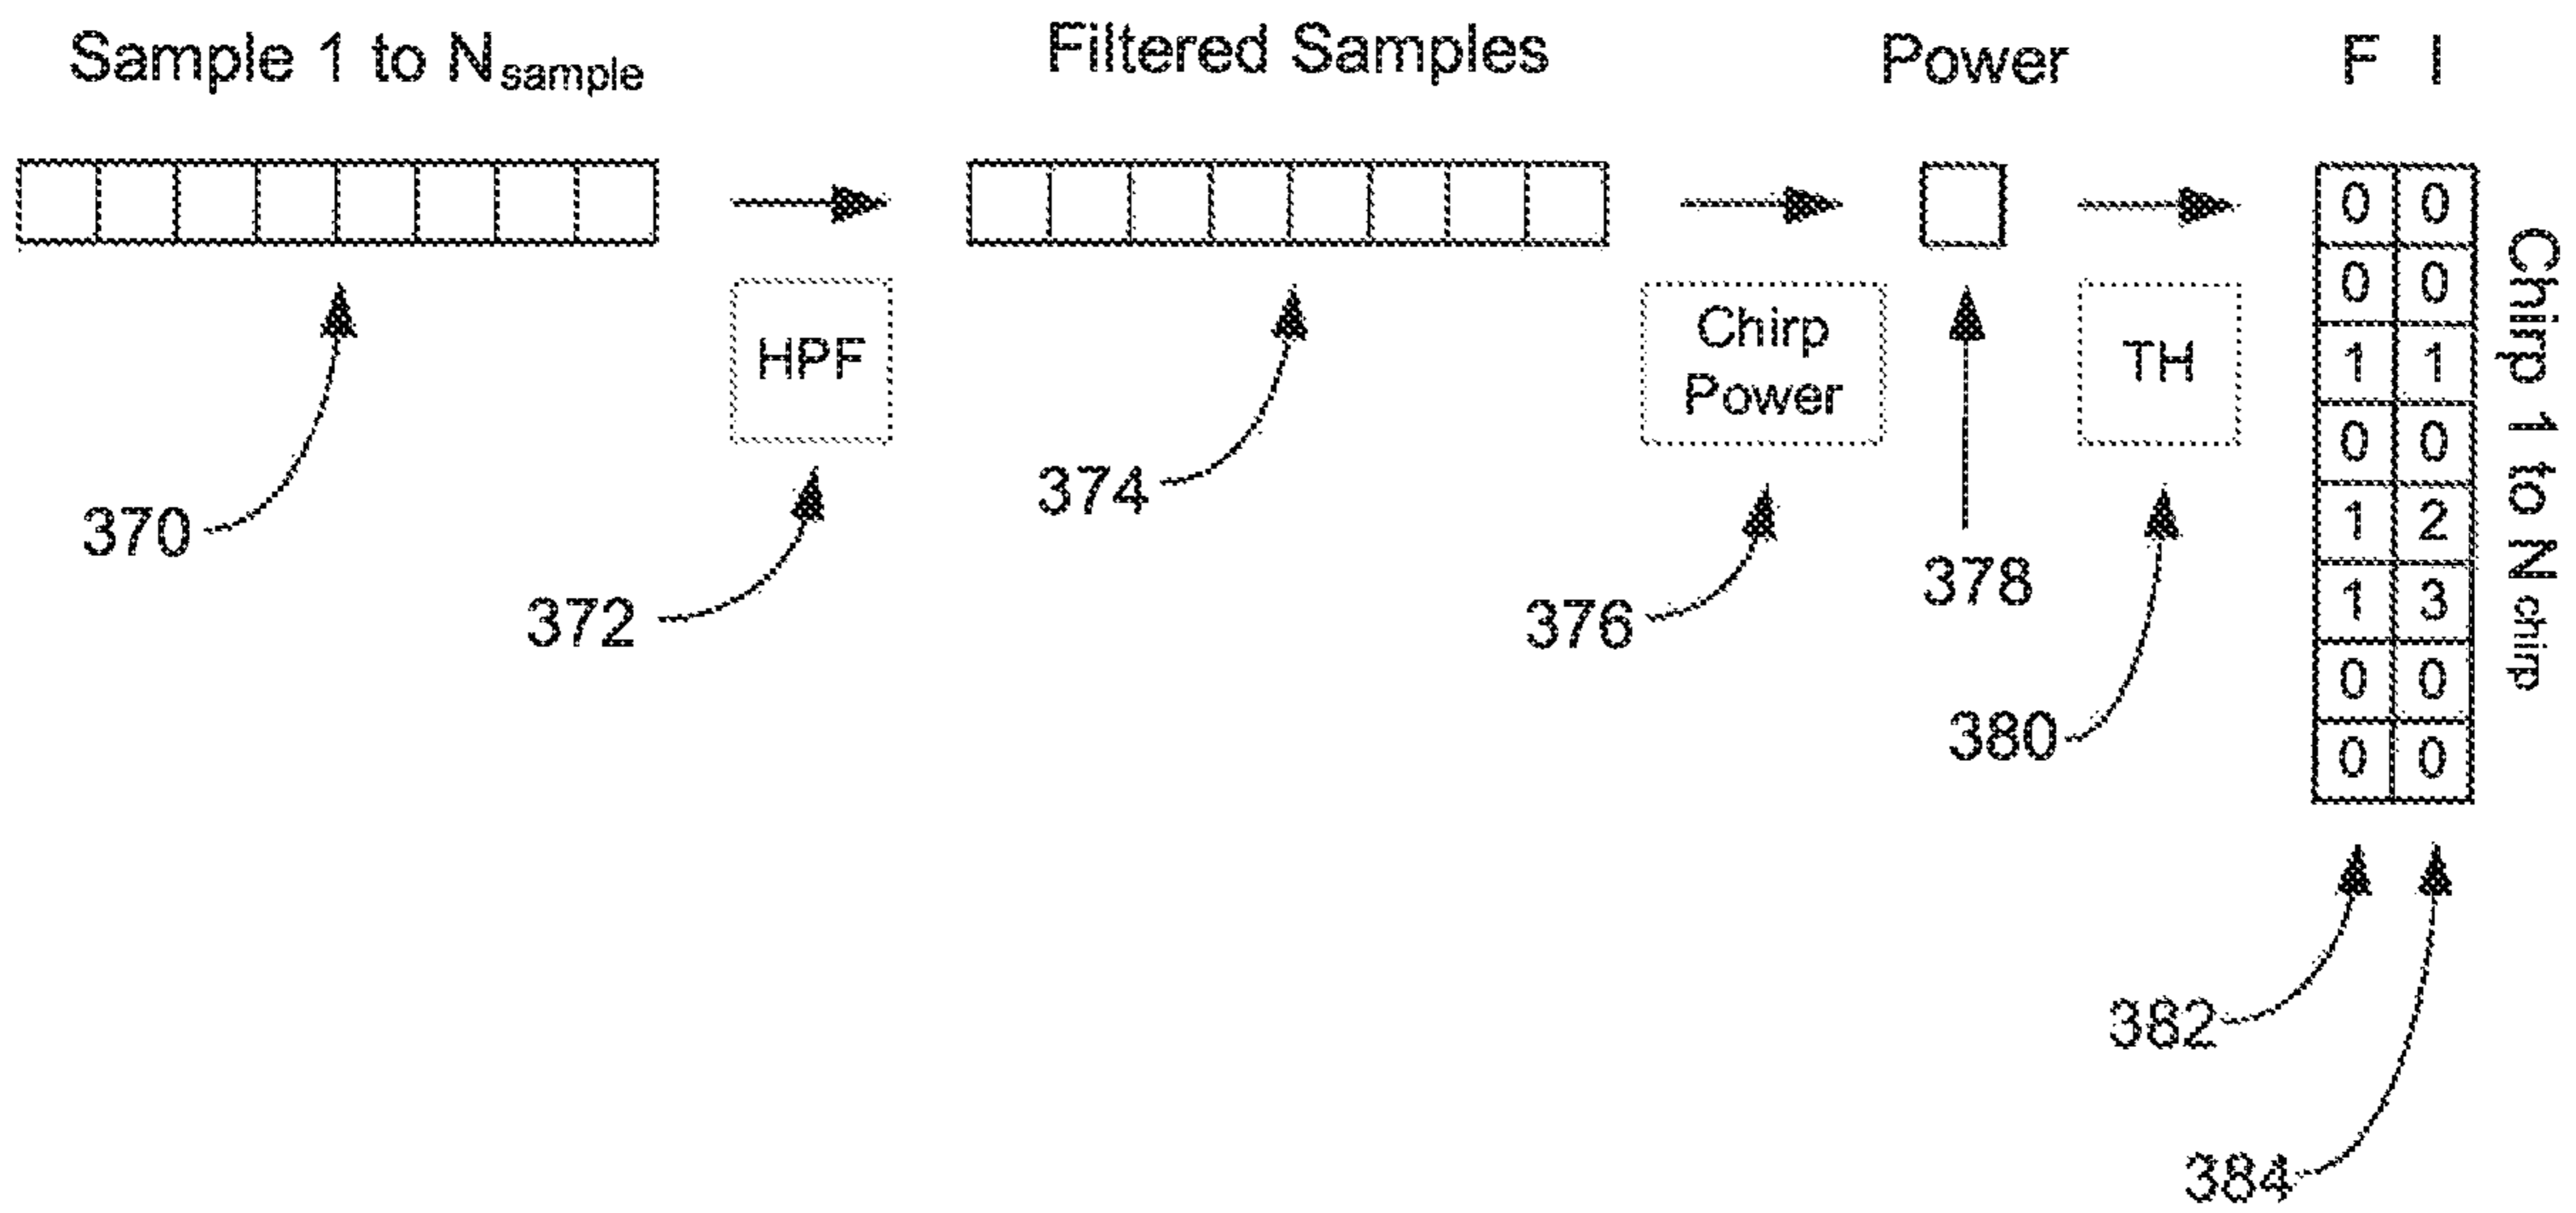 Sample 1 to Nsample
Filtered Samples
Power
F I
0 0
0 0
1 1
0 0
1 2
1 3
0 0
0 0
Chirp 1 to Nchirp
HPF
Chirp
Power
TH
370
372
374
376
378
380
382
384